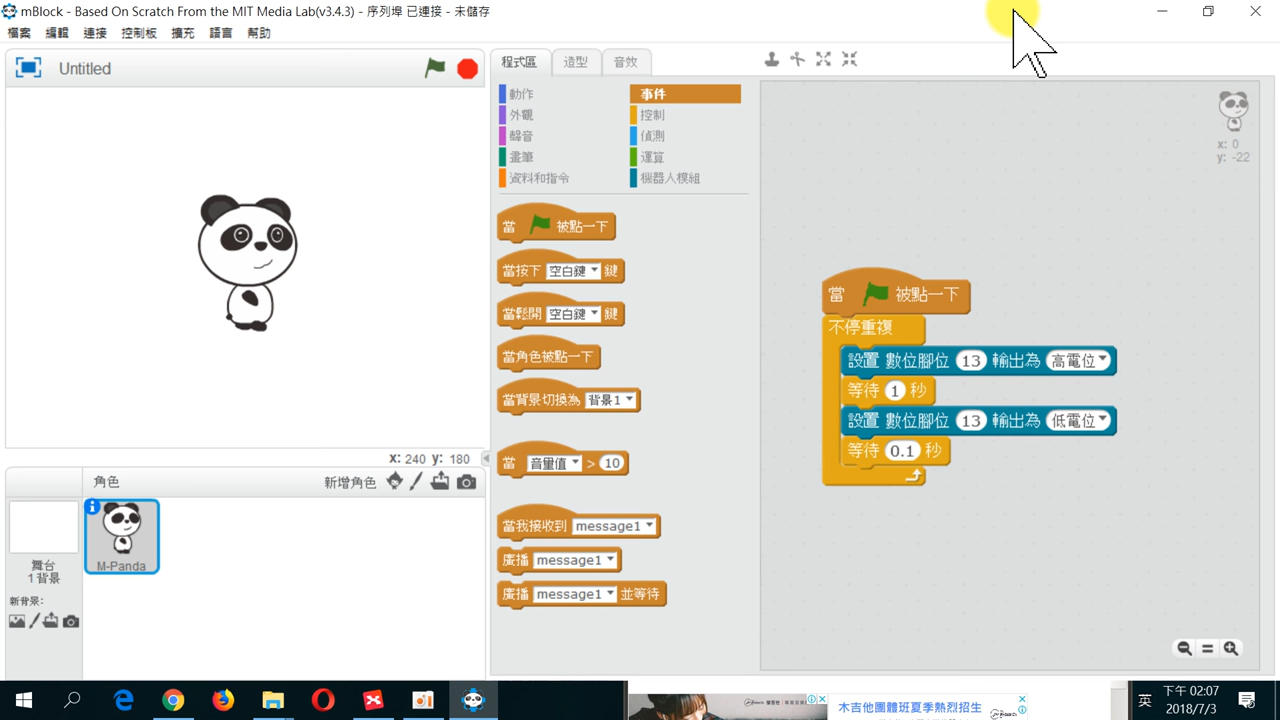 mBlock - Based On Scratch From the MIT Media Lab(v3.4.3) - 序列埠 已連接 - 未儲存
檔案 編輯 連接 控制板 擴充 語言 幫助
Untitled
程式區 造型 音效
動作 事件
外觀 控制
聲音 偵測
畫筆 運算
資料和指令 機器人模組
x: 0
y: -22
當 被點一下
當按下 空白鍵 鍵
當鬆開 空白鍵 鍵
當角色被點一下
當背景切換為 背景1
當 音量值 > 10
當我接收到 message1
廣播 message1
廣播 message1 並等待
當 被點一下
不停重複
設置 數位腳位 13 輸出為 高電位
等待 1 秒
設置 數位腳位 13 輸出為 低電位
等待 0.1 秒
x: 240 y: 180
角色 新增角色
M-Panda
舞台
1背景
新背景:
木吉他團體班夏季熱烈招生
英
下午 02:07
2018/7/3